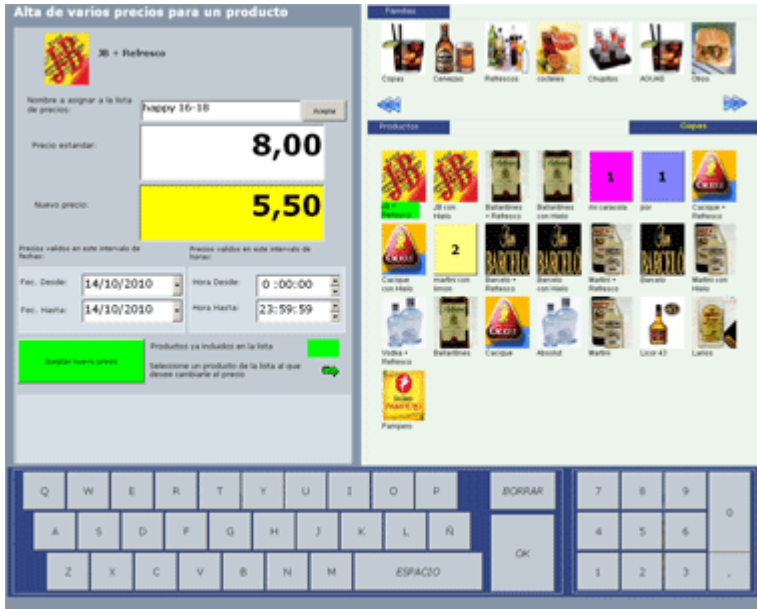 Alta de varios precios para un producto
JB + Refresco
Nombre a asignar a la lista
de precios:
happy 16-18
Acepta
Precio estandar:
8,00
Nuevo precio:
5,50
Precios validos en este intervalo de
fechas:
Precios validos en este intervalo de
horas:
Fec. Desde:
14/10/2010
Hora Desde:
0 :00:00
Fec. Hasta:
14/10/2010
Hora Hasta:
23:59:59
Aceptar nuevo precio
Productos ya incluidos en la lista
Seleccione un producto de la lista al que
desee cambiarle el precio
Familias
Copas
Cervezas
Refrescos
cocteles
Chupitos
AGUAS
Otros
Productos
Copas
JB +
Refresco
JB con
Hielo
Ballantines
+ Refresco
Ballantines
con Hielo
1
mi caracola
1
por
Cacique +
Refresco
Cacique
con Hielo
2
martini con
limon
Barcelo +
Refresco
Barcelo
con Hielo
Martini +
Refresco
Barcelo
Martini con
Hielo
Vodka +
Refresco
Ballantines
Cacique
Absolut
Martini
Licor 43
Larios
Pampero
Q W E R T Y U I O P BORRAR 7 8 9
A S D F G H J K L Ñ 4 5 6 0
Z X C V B N M ESPACIO OK 1 2 3 ,